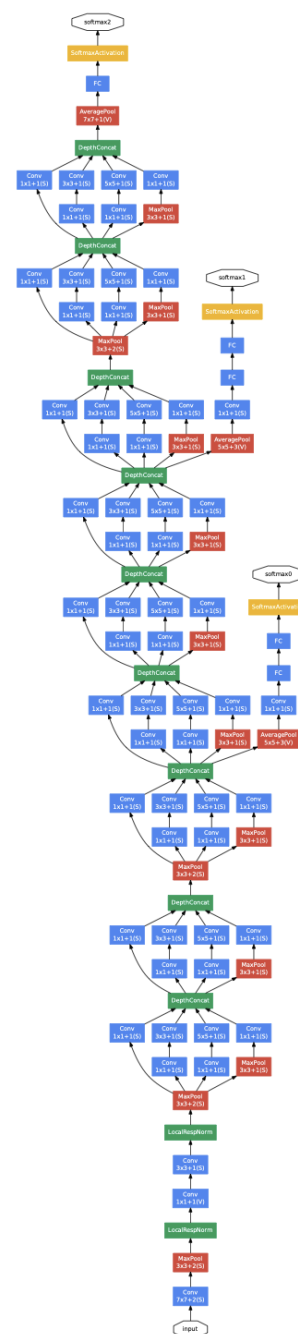 softmax2
SoftmaxActivation
FC
AveragePool
7x7+1(V)
DepthConcat
Conv Conv Conv Conv
1x1+1(S) 3x3+1(S) 5x5+1(S) 1x1+1(S)
Conv Conv MaxPool
1x1+1(S) 1x1+1(S) 3x3+1(S)
DepthConcat
Conv Conv Conv Conv
1x1+1(S) 3x3+1(S) 5x5+1(S) 1x1+1(S)
softmax1
Conv Conv MaxPool
1x1+1(S) 1x1+1(S) 3x3+1(S)
SoftmaxActivation
MaxPool
3x3+2(S)
FC
DepthConcat
FC
Conv Conv Conv Conv Conv
1x1+1(S) 3x3+1(S) 5x5+1(S) 1x1+1(S) 1x1+1(S)
Conv Conv MaxPool AveragePool
1x1+1(S) 1x1+1(S) 3x3+1(S) 5x5+3(V)
DepthConcat
Conv Conv Conv Conv
1x1+1(S) 3x3+1(S) 5x5+1(S) 1x1+1(S)
Conv Conv MaxPool
1x1+1(S) 1x1+1(S) 3x3+1(S)
DepthConcat
softmax0
Conv Conv Conv Conv
1x1+1(S) 3x3+1(S) 5x5+1(S) 1x1+1(S)
SoftmaxActivation
Conv Conv MaxPool
1x1+1(S) 1x1+1(S) 3x3+1(S)
FC
DepthConcat
FC
Conv Conv Conv Conv Conv
1x1+1(S) 3x3+1(S) 5x5+1(S) 1x1+1(S) 1x1+1(S)
Conv Conv MaxPool AveragePool
1x1+1(S) 1x1+1(S) 3x3+1(S) 5x5+3(V)
DepthConcat
Conv Conv Conv Conv
1x1+1(S) 3x3+1(S) 5x5+1(S) 1x1+1(S)
Conv Conv MaxPool
1x1+1(S) 1x1+1(S) 3x3+1(S)
MaxPool
3x3+2(S)
DepthConcat
Conv Conv Conv Conv
1x1+1(S) 3x3+1(S) 5x5+1(S) 1x1+1(S)
Conv Conv MaxPool
1x1+1(S) 1x1+1(S) 3x3+1(S)
DepthConcat
Conv Conv Conv Conv
1x1+1(S) 3x3+1(S) 5x5+1(S) 1x1+1(S)
Conv Conv MaxPool
1x1+1(S) 1x1+1(S) 3x3+1(S)
MaxPool
3x3+2(S)
LocalRespNorm
Conv
3x3+1(S)
Conv
1x1+1(V)
LocalRespNorm
MaxPool
3x3+2(S)
Conv
7x7+2(S)
input